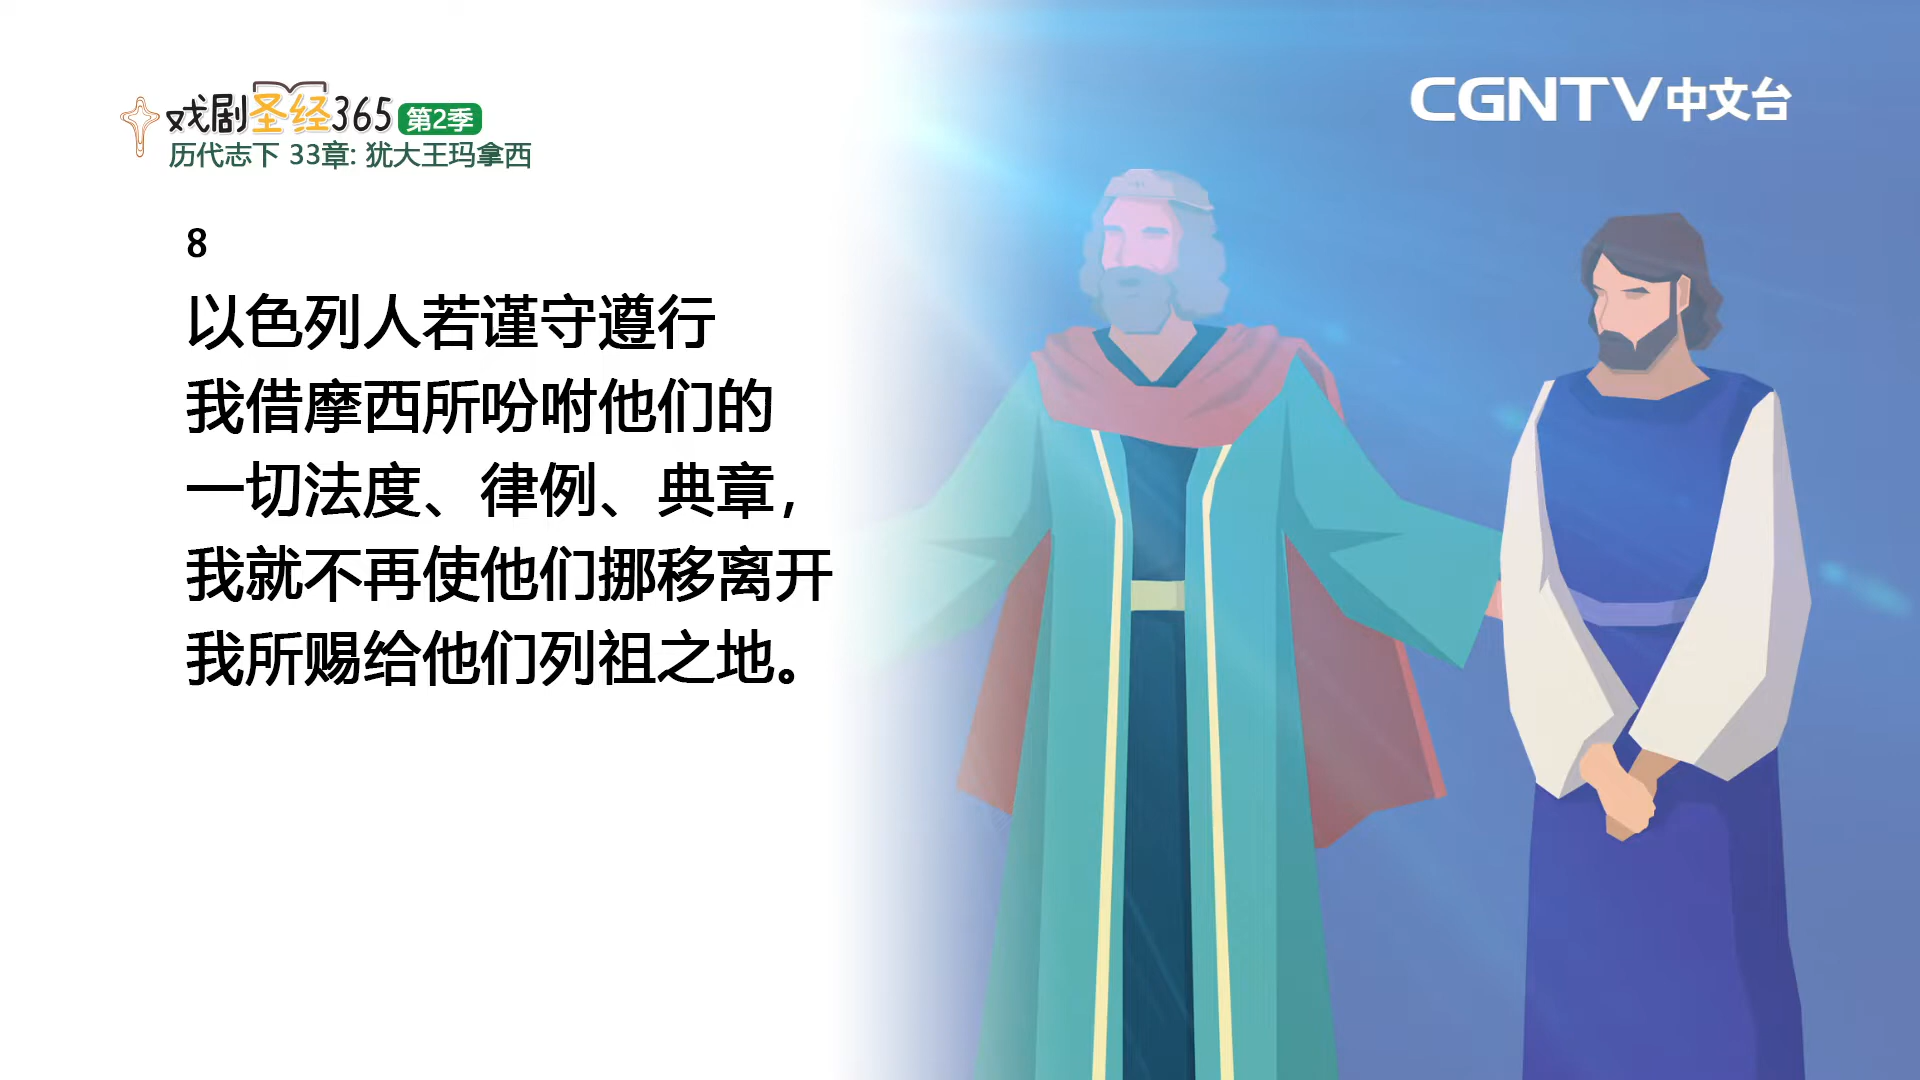 戏剧圣经365 第2季
历代志下 33章: 犹大王玛拿西
CGNTV中文台
8
以色列人若谨守遵行
我借摩西所吩咐他们的
一切法度、律例、典章，
我就不再使他们挪移离开
我所赐给他们列祖之地。